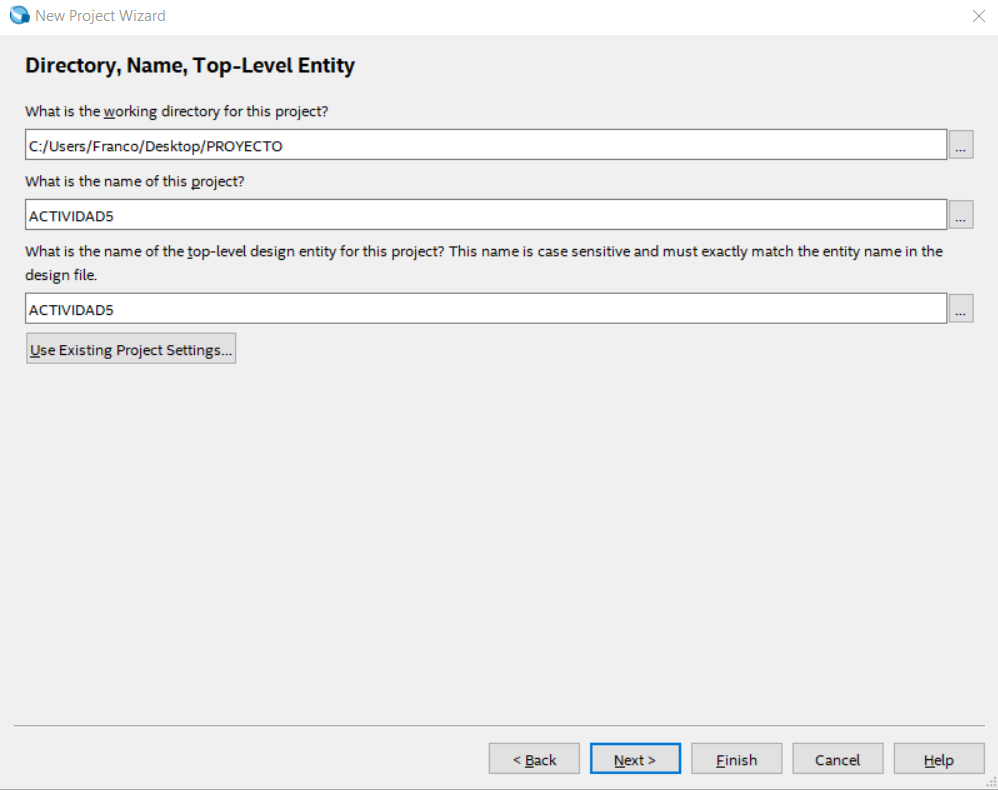 New Project Wizard
Directory, Name, Top-Level Entity
What is the working directory for this project?
C:/Users/Franco/Desktop/PROYECTO
...
What is the name of this project?
ACTIVIDAD5
...
What is the name of the top-level design entity for this project? This name is case sensitive and must exactly match the entity name in the
design file.
ACTIVIDAD5
...
Use Existing Project Settings...
< Back
Next >
Finish
Cancel
Help